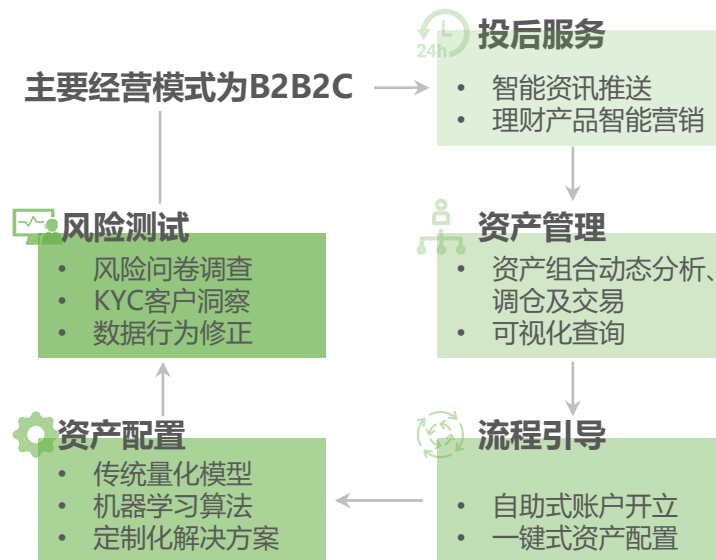 主要经营模式为B2B2C
24h
投后服务
• 智能资讯推送
• 理财产品智能营销
风险测试
• 风险问卷调查
• KYC客户洞察
• 数据行为修正
资产管理
• 资产组合动态分析、
调仓及交易
• 可视化查询
资产配置
• 传统量化模型
• 机器学习算法
• 定制化解决方案
流程引导
• 自助式账户开立
• 一键式资产配置